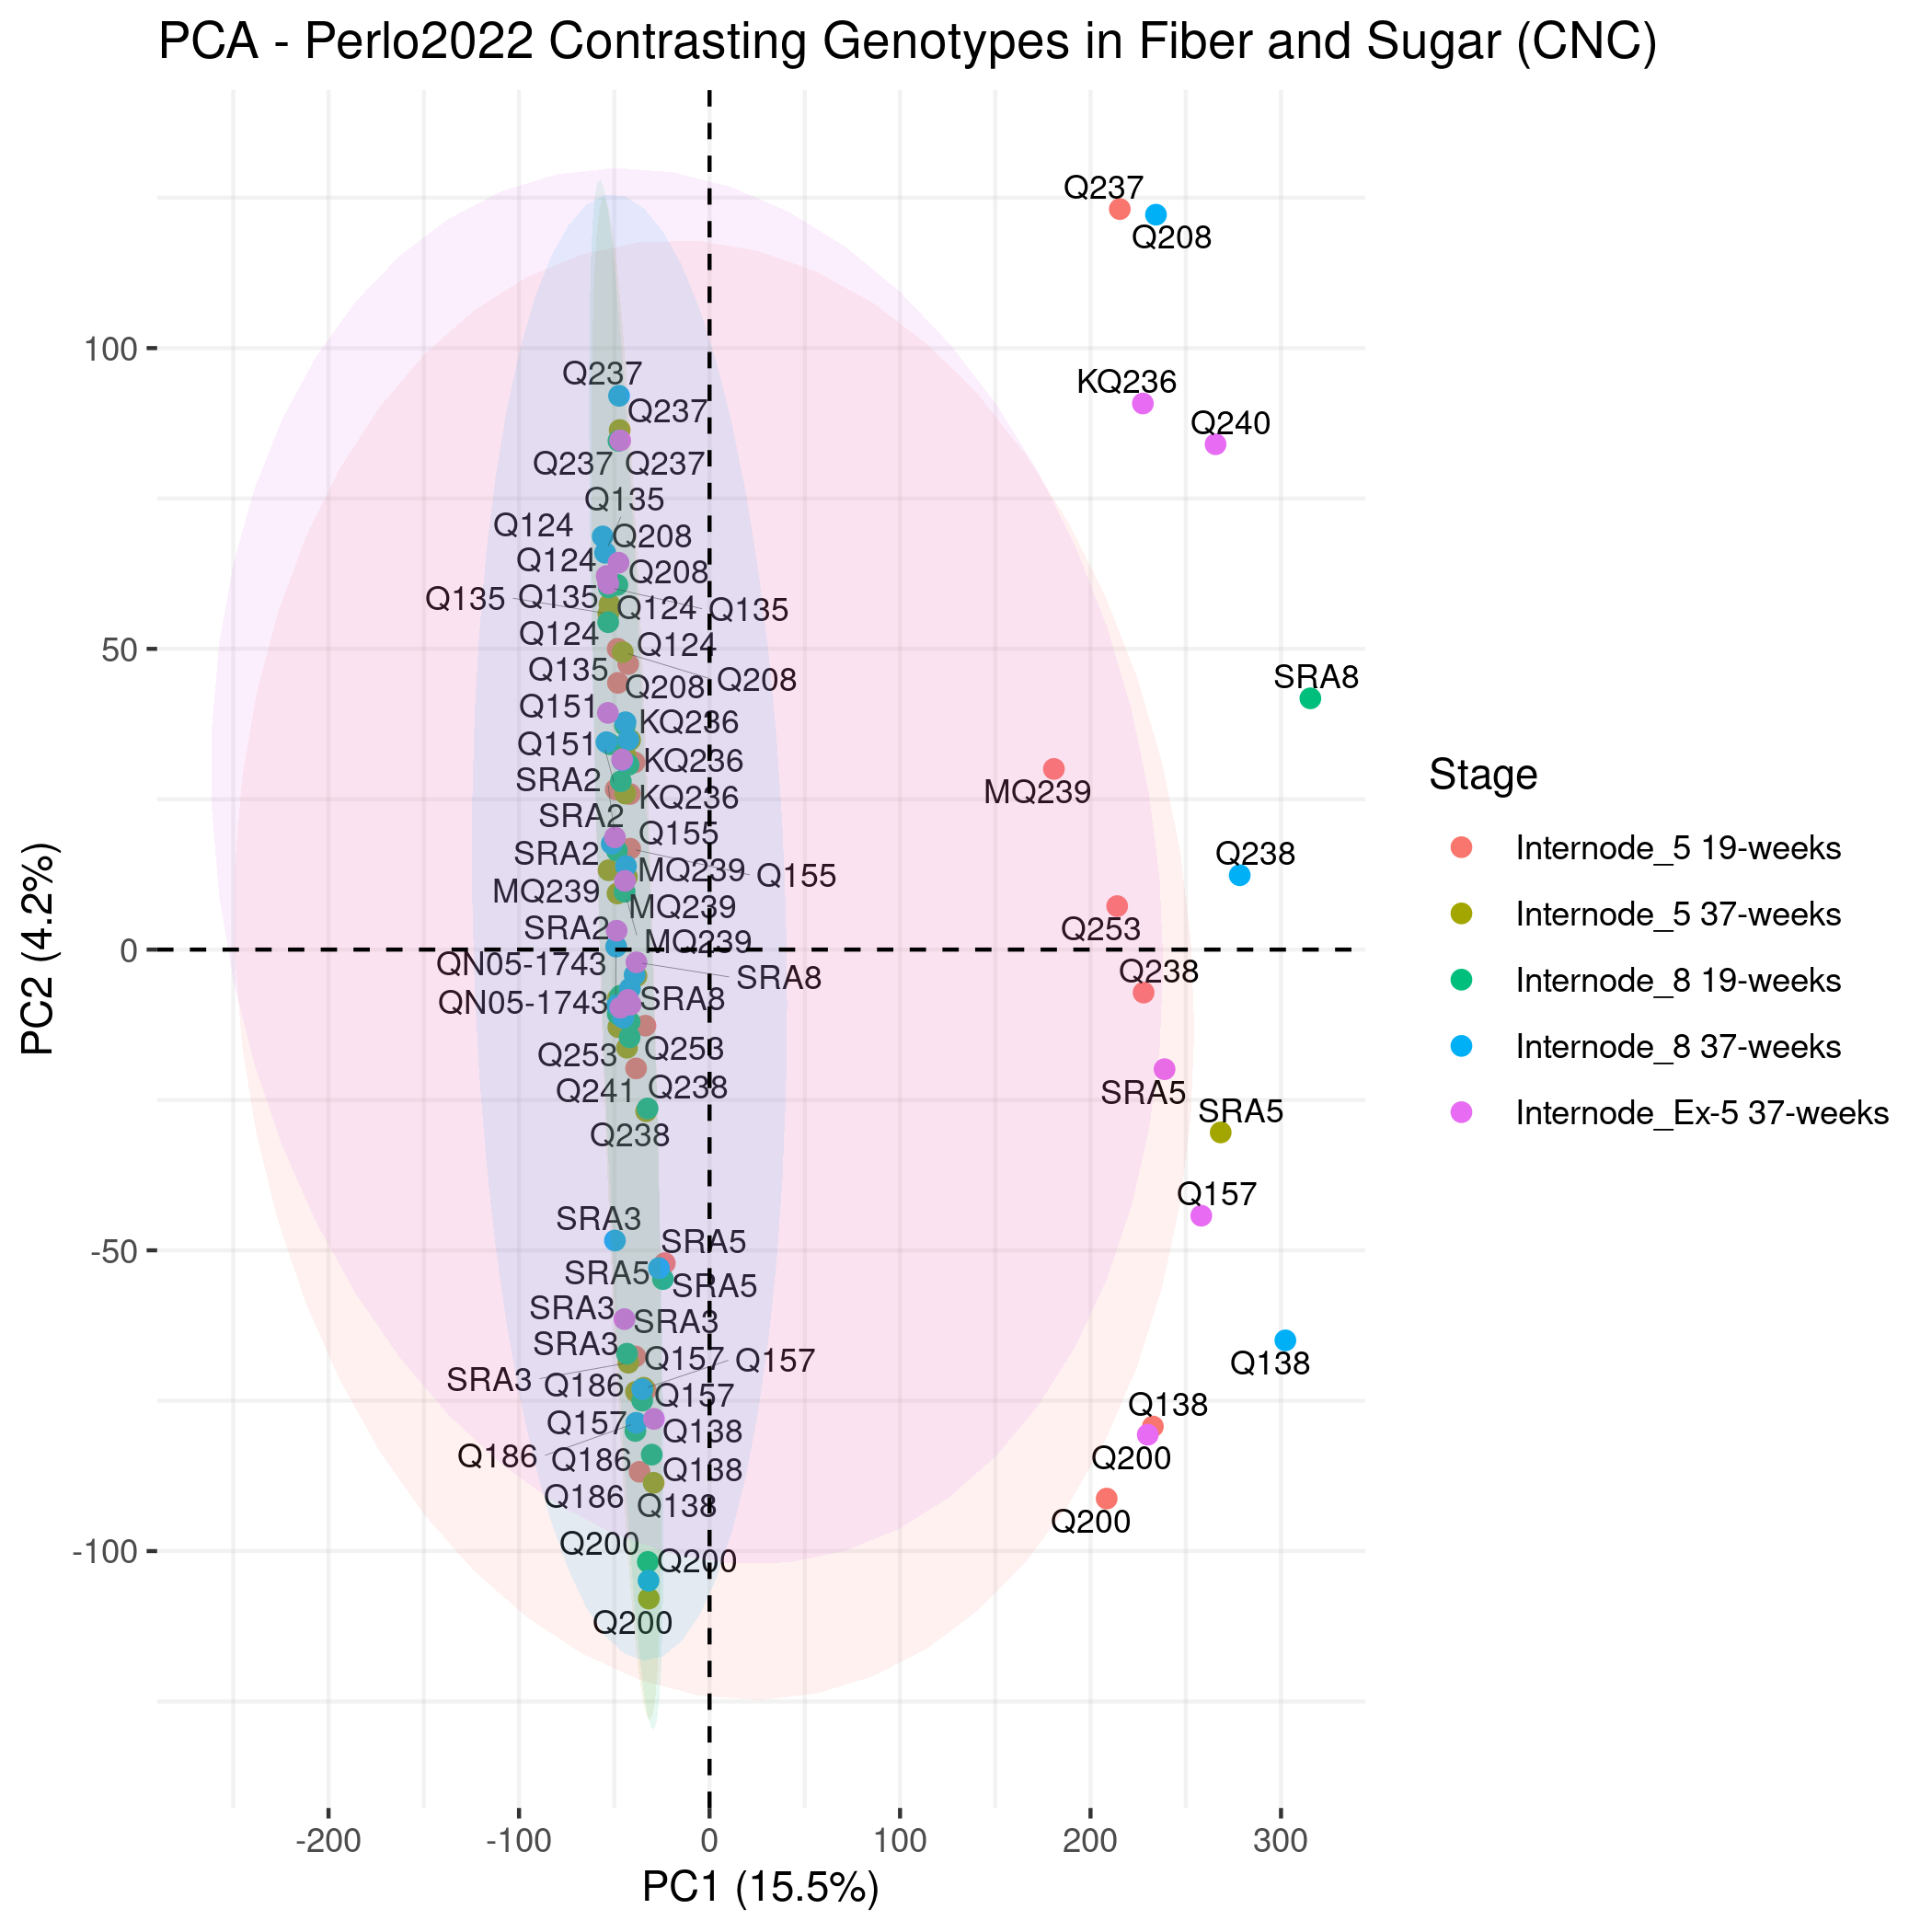 PCA - Perlo2022 Contrasting Genotypes in Fiber and Sugar (CNC)
Q237
Q208
Q237
KQ236
Q237
Q240
Q237 Q237
Q135
Q124
Q208
Q124
Q208
Q135 Q135
Q124 Q135
Q124
Q124
Q135
Q208
Q208
SRA8
Q151
KQ236
Q151
KQ236
SRA2
KQ236
MQ239
SRA2
Q155
SRA2
Q238
MQ239
Q155
MQ239
MQ239
SRA2
Q253
MQ239
QN05-1743
SRA8
Q238
QN05-1743
SRA8
Q253
Q253
Q241
Q238
SRA5
SRA5
Q238
Q157
SRA3
SRA5
SRA5
SRA5
SRA3
SRA3
SRA3
Q157
Q157
Q138
SRA3
Q186
Q157
Q138
Q157
Q138
Q186
Q186
Q138
Q200
Q186
Q138
Q200
Q200
Q200
Q200
100
50
0
-50
-100
PC2 (4.2%)
-200
-100
0
100
200
300
PC1 (15.5%)
Stage
Internode_5 19-weeks
Internode_5 37-weeks
Internode_8 19-weeks
Internode_8 37-weeks
Internode_Ex-5 37-weeks